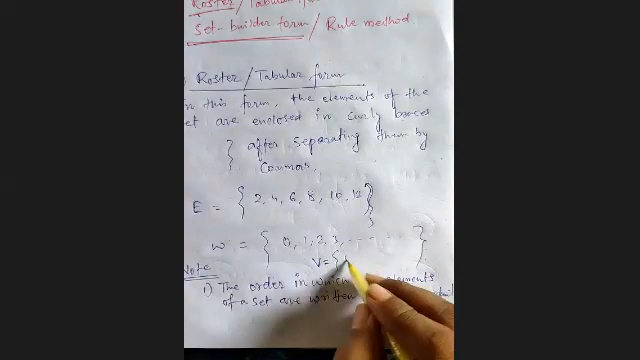 Roster / Tabular
Set-builder form / Rule method
Roster / Tabular form
in this form, the elements of the
set are enclosed in curly braces
} after separating them by
Commas.
E = { 2, 4, 6, 8, 10, 12 }
W = { 0, 1, 2, 3, ------ }
V = {
Note
1) The order in which elements
of a set are written